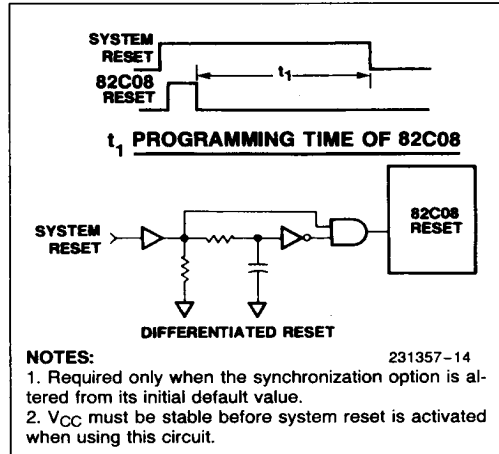 SYSTEM
RESET
82C08
RESET
t1
t1 PROGRAMMING TIME OF 82C08
82C08
RESET
SYSTEM
RESET
DIFFERENTIATED RESET
NOTES: 231357-14
1. Required only when the synchronization option is al-
tered from its initial default value.
2. VCC must be stable before system reset is activated
when using this circuit.